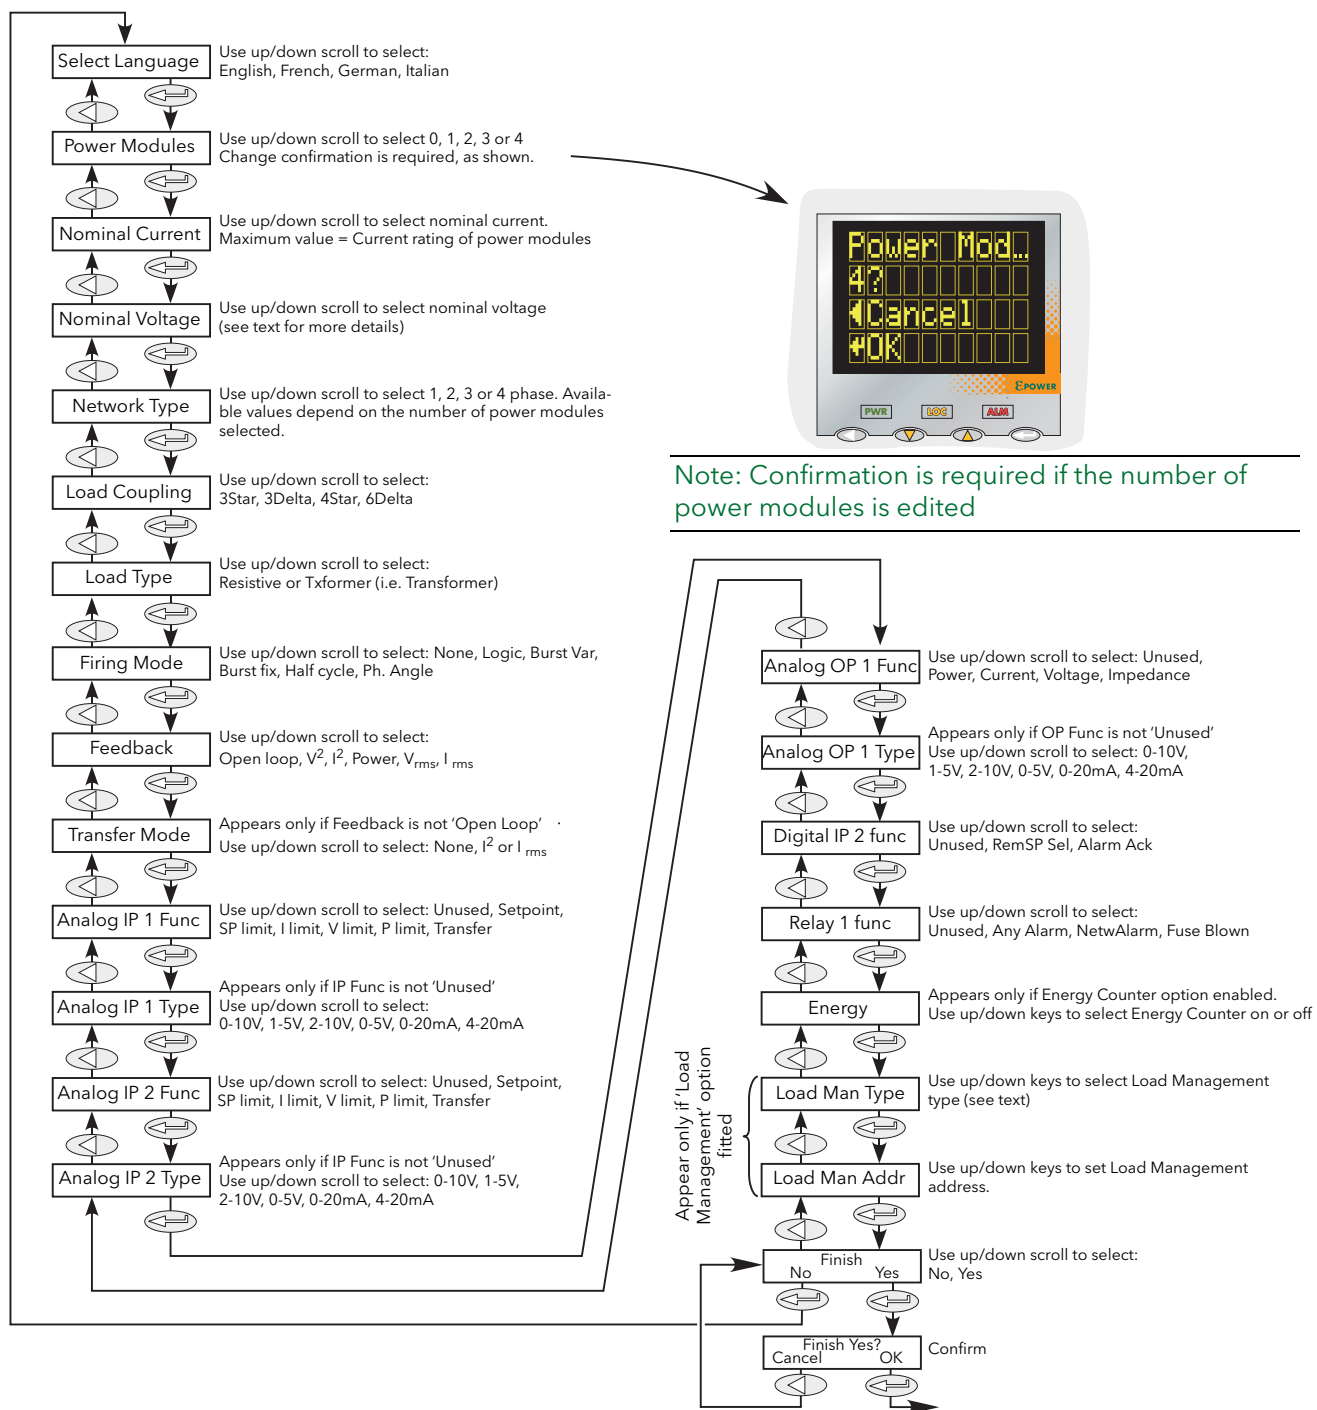 Select Language
Use up/down scroll to select:
English, French, German, Italian
Power Modules
Use up/down scroll to select 0, 1, 2, 3 or 4
Change confirmation is required, as shown.
Nominal Current
Use up/down scroll to select nominal current.
Maximum value = Current rating of power modules
Nominal Voltage
Use up/down scroll to select nominal voltage
(see text for more details)
Network Type
Use up/down scroll to select 1, 2, 3 or 4 phase. Availa-
ble values depend on the number of power modules
selected.
Load Coupling
Use up/down scroll to select:
3Star, 3Delta, 4Star, 6Delta
Load Type
Use up/down scroll to select:
Resistive or Txformer (i.e. Transformer)
Firing Mode
Use up/down scroll to select: None, Logic, Burst Var,
Burst fix, Half cycle, Ph. Angle
Feedback
Use up/down scroll to select:
Open loop, V², I², Power, Vrms, I rms
Transfer Mode
Appears only if Feedback is not ‘Open Loop’ ·
Use up/down scroll to select: None, I² or I rms
Analog IP 1 Func
Use up/down scroll to select: Unused, Setpoint,
SP limit, I limit, V limit, P limit, Transfer
Analog IP 1 Type
Appears only if IP Func is not ‘Unused’
Use up/down scroll to select:
0-10V, 1-5V, 2-10V, 0-5V, 0-20mA, 4-20mA
Analog IP 2 Func
Use up/down scroll to select: Unused, Setpoint,
SP limit, I limit, V limit, P limit, Transfer
Analog IP 2 Type
Appears only if IP Func is not ‘Unused’
Use up/down scroll to select: 0-10V, 1-5V,
2-10V, 0-5V, 0-20mA, 4-20mA
Power Mod...
4?
Cancel
OK
EPOWER
PWR
LOC
ALM
Note: Confirmation is required if the number of
power modules is edited
Analog OP 1 Func
Use up/down scroll to select: Unused,
Power, Current, Voltage, Impedance
Analog OP 1 Type
Appears only if OP Func is not ‘Unused’
Use up/down scroll to select: 0-10V,
1-5V, 2-10V, 0-5V, 0-20mA, 4-20mA
Digital IP 2 func
Use up/down scroll to select:
Unused, RemSP Sel, Alarm Ack
Relay 1 func
Use up/down scroll to select:
Unused, Any Alarm, NetwAlarm, Fuse Blown
Energy
Appears only if Energy Counter option enabled.
Use up/down keys to select Energy Counter on or off
Appear only if ‘Load
Management’ option
fitted
Load Man Type
Use up/down keys to select Load Management
type (see text)
Load Man Addr
Use up/down keys to set Load Management
address.
Finish
No Yes
Use up/down scroll to select:
No, Yes
Finish Yes?
Cancel OK
Confirm